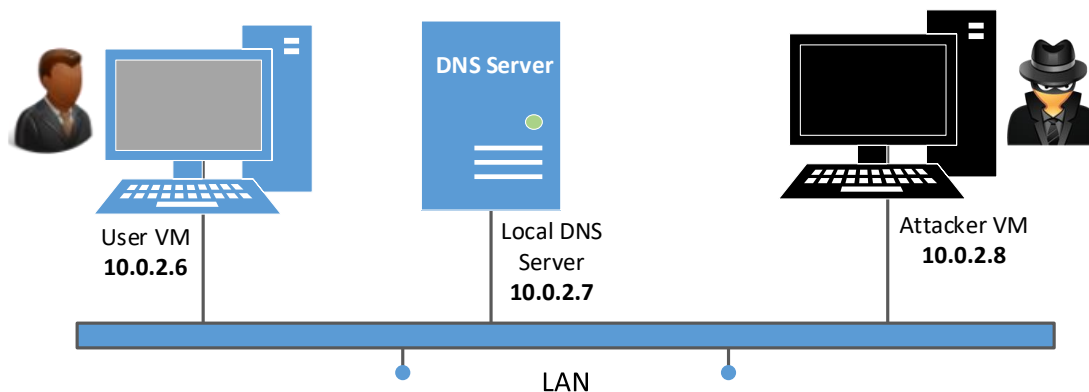 DNS Server
User VM
10.0.2.6
Local DNS
Server
10.0.2.7
Attacker VM
10.0.2.8
LAN